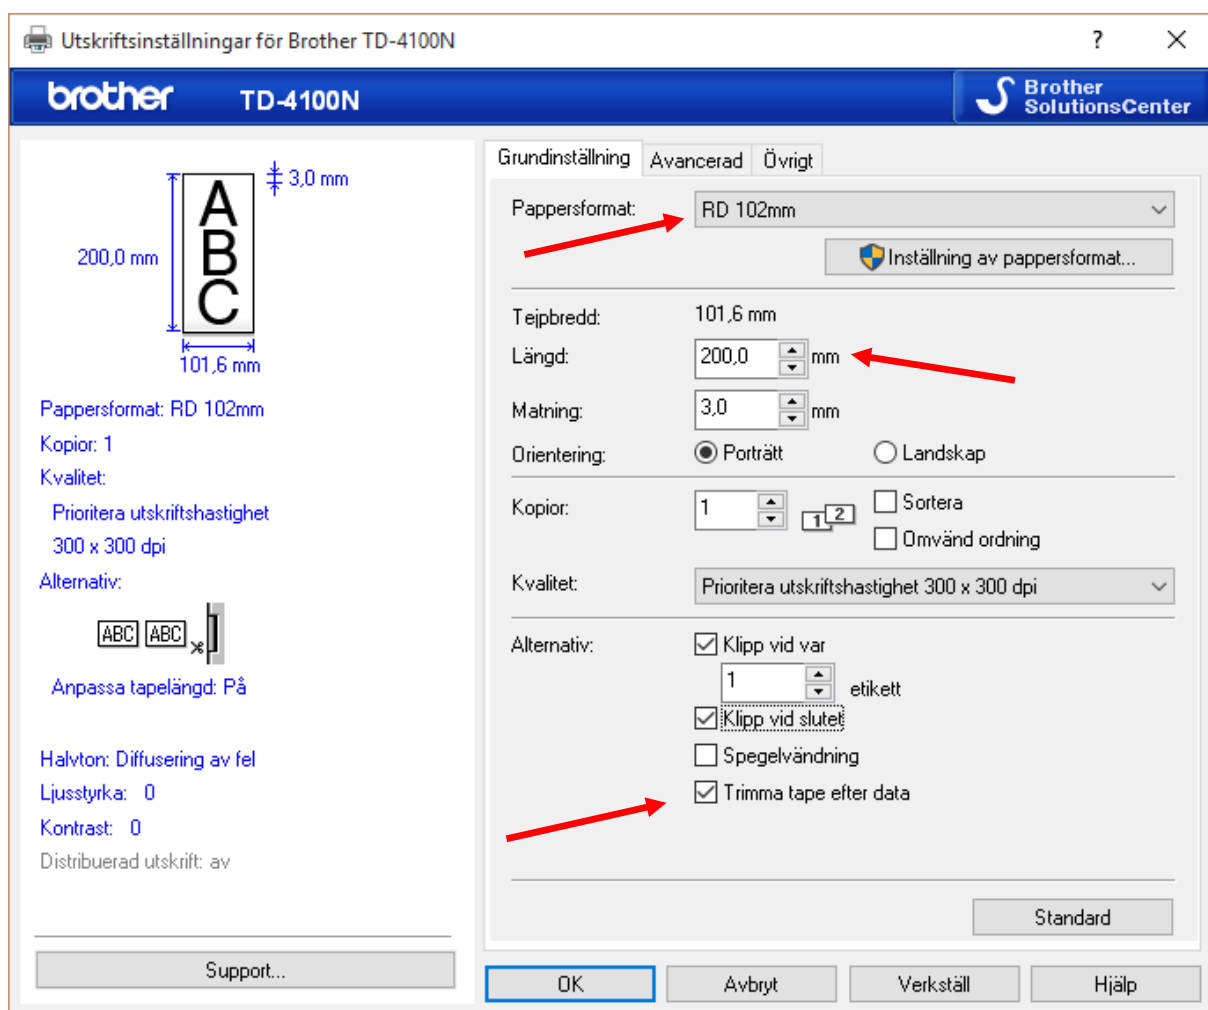 Utskriftsinställningar för Brother TD-4100N
?
brother TD-4100N
Brother
SolutionsCenter
3,0 mm
A
B
C
200,0 mm
101,6 mm
Pappersformat: RD 102mm
Kopior: 1
Kvalitet:
Prioritera utskriftshastighet
300 x 300 dpi
Alternativ:
ABC ABC
Anpassa tapelängd: På
Halvton: Diffusering av fel
Ljusstyrka: 0
Kontrast: 0
Distribuerad utskrift: av
Support...
Grundinställning Avancerad Övrigt
Pappersformat: RD 102mm
Inställning av pappersformat...
Tejpbredd: 101,6 mm
Längd: 200,0 mm
Matning: 3,0 mm
Orientering: Porträtt Landskap
Kopior: 1 1 2 Sortera
Omvänd ordning
Kvalitet: Prioritera utskriftshastighet 300 x 300 dpi
Alternativ: Klipp vid var
1 etikett
Klipp vid slutet
Spegelvändning
Trimma tape efter data
Standard
OK Avbryt Verkställ Hjälp